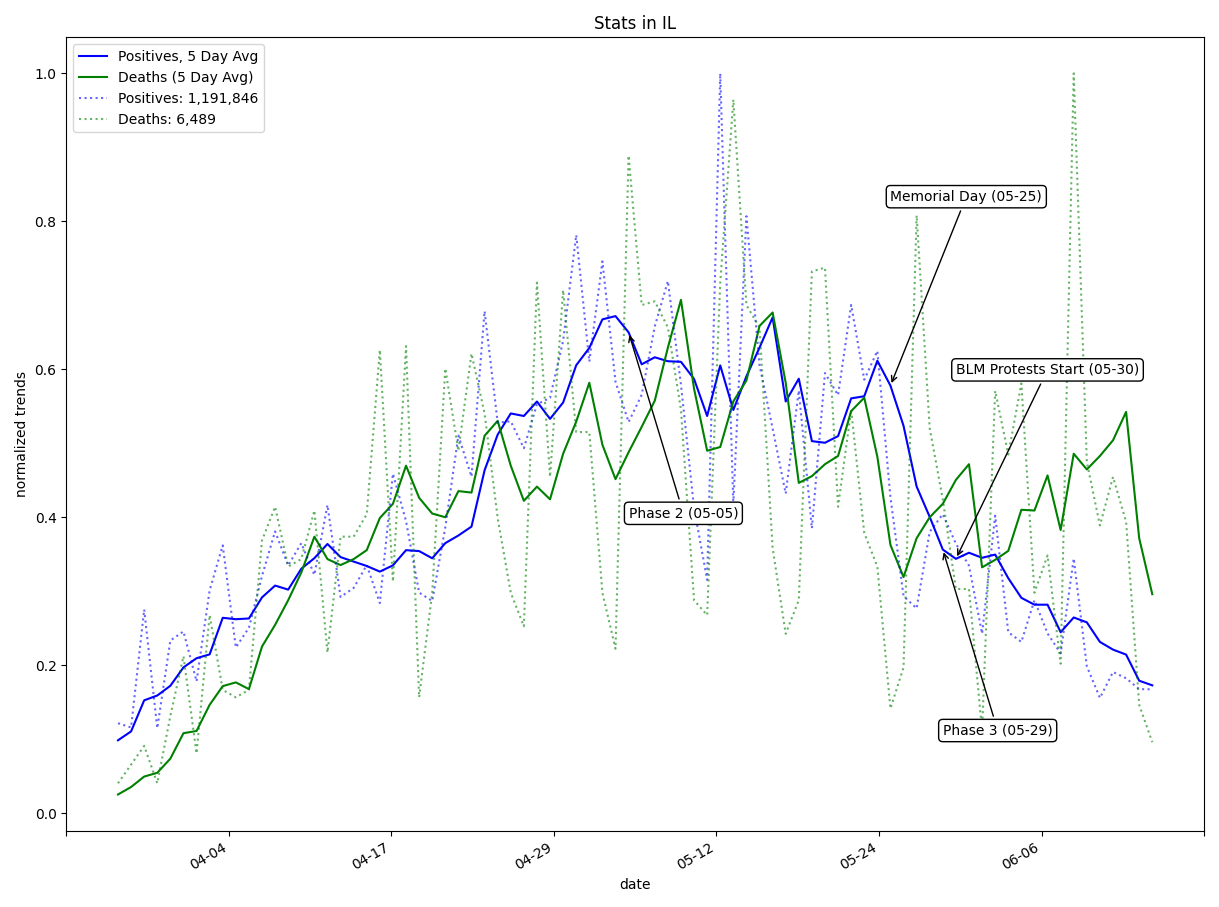 Stats in IL
Positives, 5 Day Avg
Deaths (5 Day Avg)
Positives: 1,191,846
Deaths: 6,489
normalized trends
1.0
0.8
0.6
0.4
0.2
0.0
Memorial Day (05-25)
BLM Protests Start (05-30)
Phase 2 (05-05)
Phase 3 (05-29)
04-04
04-17
04-29
05-12
05-24
06-06
date